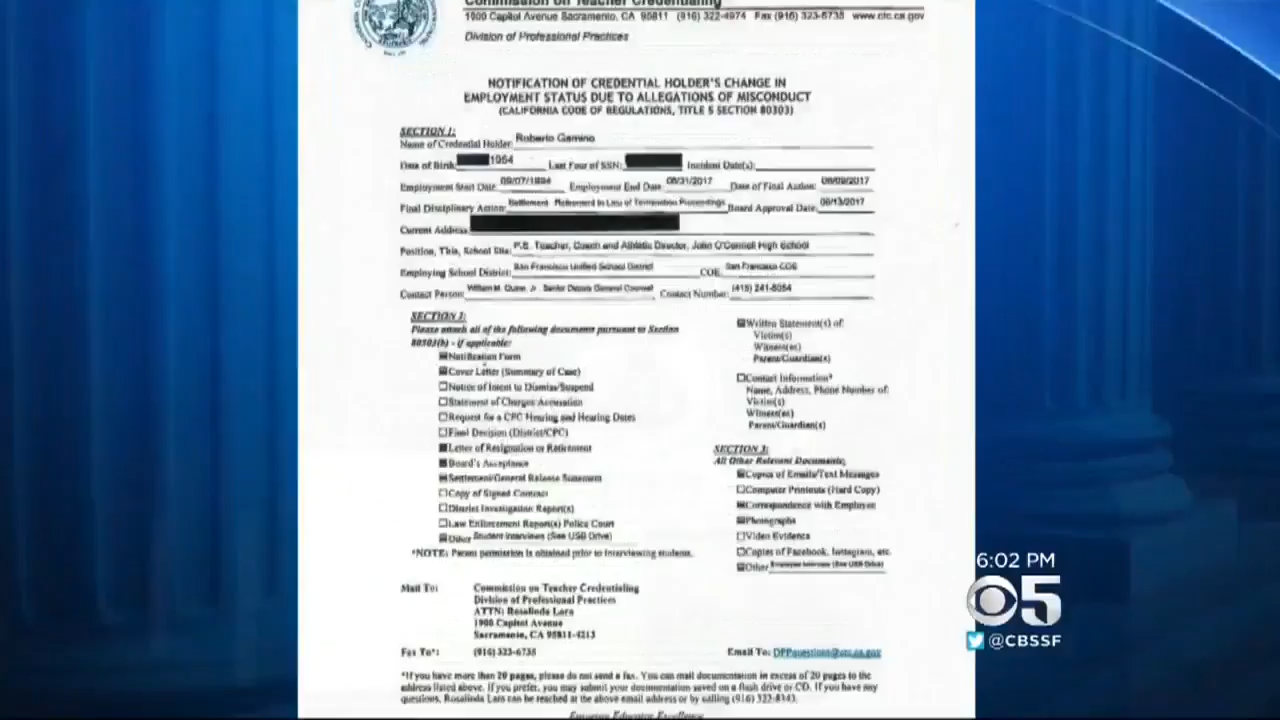 Commission on Teacher Credentialing
1900 Capitol Avenue Sacramento, CA 95811 (916) 322-4974 Fax (916) 323-6735 www.ctc.ca.gov
Division of Professional Practices
NOTIFICATION OF CREDENTIAL HOLDER'S CHANGE IN
EMPLOYMENT STATUS DUE TO ALLEGATIONS OF MISCONDUCT
(CALIFORNIA CODE OF REGULATIONS, TITLE 5 SECTION 80303)
SECTION 1:
Name of Credential Holder: Roberto Gamino
Date of Birth: 1954 Last Four of SSN: Incident Date(s):
Employment Start Date: 09/07/1994 Employment End Date 08/31/2017 Date of Final Action: 06/09/2017
Final Disciplinary Action: Settlement Retirement in Lieu of Termination Proceedings Board Approval Date: 06/13/2017
Current Address:
Position, Title, School Site: P.E. Teacher, Coach and Athletic Director, John O'Connell High School
Employing School District: San Francisco Unified School District COE San Francisco COE
Contact Person: William M. Quinn, Jr. Senior Deputy General Counsel Contact Number: (415) 241-6054
SECTION 2:
Please attach all of the following documents pursuant to Section
80303(b) - if applicable:
Notification Form
Cover Letter (Summary of Case)
Notice of Intent to Dismiss/Suspend
Statement of Charges/Accusation
Request for a CPC Hearing and Hearing Dates
Final Decision (District/CPC)
Letter of Resignation or Retirement
Board's Acceptance
Settlement/General Release Statement
Copy of Signed Contract
District Investigation Report(s)
Law Enforcement Report(s) Police Court
Other Student Interviews (See USB Drive)
*NOTE: Parent permission is obtained prior to interviewing students.
Written Statement(s) of:
Victim(s)
Witness(es)
Parent/Guardian(s)
Contact Information*
Name, Address, Phone Number of:
Victim(s)
Witness(es)
Parent/Guardian(s)
SECTION 3:
All Other Relevant Documents,
Copies of Emails/Text Messages
Computer Printouts (Hard Copy)
Correspondence with Employee
Photographs
Video Evidence
Copies of Facebook, Instagram, etc.
Other Employee Interview (See USB Drive)
Mail To: Commission on Teacher Credentialing
Division of Professional Practices
ATTN: Rosalinda Lara
1900 Capitol Avenue
Sacramento, CA 95811-4213
Fax To*: (916) 323-6735 Email To: DPPquestions@ctc.ca.gov
*If you have more than 20 pages, please do not send a fax. You can mail documentation in excess of 20 pages to the
address listed above. If you prefer, you may submit your documentation saved on a flash drive or CD. If you have any
questions, Rosalinda Lara can be reached at the above email address or by calling (916) 322-8343.
Ensuring Educator Excellence
6:02 PM
5
@CBSSF